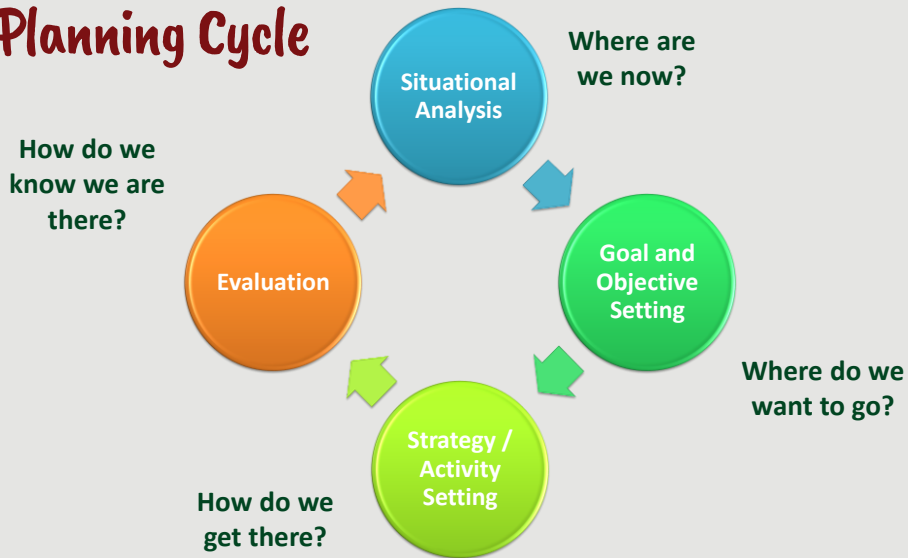 Planning Cycle
Situational
Analysis
Where are
we now?
Goal and
Objective
Setting
Where do we
want to go?
Strategy /
Activity
Setting
How do we
get there?
Evaluation
How do we
know we are
there?